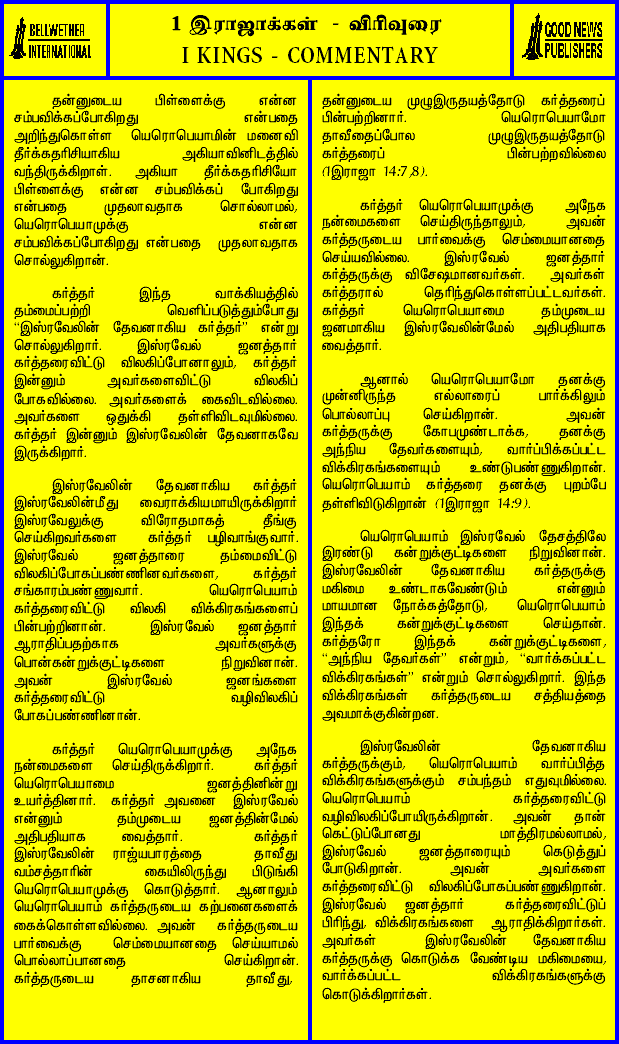 BELLWETHER
INTERNATIONAL
1 இராஜாக்கள் - விரிவுரை
I KINGS - COMMENTARY
GOOD NEWS
PUBLISHERS
தன்னுடைய பிள்ளைக்கு என்ன
சம்பவிக்கப்போகிறது என்பதை
அறிந்துகொள்ள யெரொபெயாமின் மனைவி
தீர்க்கதரிசியாகிய அகியாவினிடத்தில்
வந்திருக்கிறாள். அகியா தீர்க்கதரிசியோ
பிள்ளைக்கு என்ன சம்பவிக்கப் போகிறது
என்பதை முதலாவதாக சொல்லாமல்,
யெரொபெயாமுக்கு என்ன
சம்பவிக்கப்போகிறது என்பதை முதலாவதாக
சொல்லுகிறான்.
கர்த்தர் இந்த வாக்கியத்தில்
தம்மைப்பற்றி வெளிப்படுத்தும்போது
“இஸ்ரவேலின் தேவனாகிய கர்த்தர்” என்று
சொல்லுகிறார். இஸ்ரவேல் ஜனத்தார்
கர்த்தரைவிட்டு விலகிப்போனாலும், கர்த்தர்
இன்னும் அவர்களைவிட்டு விலகிப்
போகவில்லை. அவர்களைக் கைவிடவில்லை.
அவர்களை ஒதுக்கி தள்ளிவிடவுமில்லை.
கர்த்தர் இன்னும் இஸ்ரவேலின் தேவனாகவே
இருக்கிறார்.
இஸ்ரவேலின் தேவனாகிய கர்த்தர்
இஸ்ரவேலின்மீது வைராக்கியமாயிருக்கிறார்
இஸ்ரவேலுக்கு விரோதமாகத் தீங்கு
செய்கிறவர்களை கர்த்தர் பழிவாங்குவார்.
இஸ்ரவேல் ஜனத்தாரை தம்மைவிட்டு
விலகிப்போகப்பண்ணினவர்களை, கர்த்தர்
சங்காரம்பண்ணுவார். யெரொபெயாம்
கர்த்தரைவிட்டு விலகி விக்கிரகங்களைப்
பின்பற்றினான். இஸ்ரவேல் ஜனத்தார்
ஆராதிப்பதற்காக அவர்களுக்கு
பொன்கன்றுக்குட்டிகளை நிறுவினான்.
அவன் இஸ்ரவேல் ஜனங்களை
கர்த்தரைவிட்டு வழிவிலகிப்
போகப்பண்ணினான்.
கர்த்தர் யெரொபெயாமுக்கு அநேக
நன்மைகளை செய்திருக்கிறார். கர்த்தர்
யெரொபெயாமை ஜனத்தினின்று
உயர்த்தினார். கர்த்தர் அவனை இஸ்ரவேல்
என்னும் தம்முடைய ஜனத்தின்மேல்
அதிபதியாக வைத்தார். கர்த்தர்
இஸ்ரவேலின் ராஜ்யபாரத்தை தாவீது
வம்சத்தாரின் கையிலிருந்து பிடுங்கி
யெரொபெயாமுக்கு கொடுத்தார். ஆனாலும்
யெரொபெயாம் கர்த்தருடைய கற்பனைகளைக்
கைக்கொள்ளவில்லை. அவன் கர்த்தருடைய
பார்வைக்கு செம்மையானதை செய்யாமல்
பொல்லாப்பானதை செய்கிறான்.
கர்த்தருடைய தாசனாகிய தாவீது,
தன்னுடைய முழுஇருதயத்தோடு கர்த்தரைப்
பின்பற்றினார். யெரொபெயாமோ
தாவீதைப்போல முழுஇருதயத்தோடு
கர்த்தரைப் பின்பற்றவில்லை
(1இராஜா 14:7,8).
கர்த்தர் யெரொபெயாமுக்கு அநேக
நன்மைகளை செய்திருந்தாலும், அவன்
கர்த்தருடைய பார்வைக்கு செம்மையானதை
செய்யவில்லை. இஸ்ரவேல் ஜனத்தார்
கர்த்தருக்கு விசேஷமானவர்கள். அவர்கள்
கர்த்தரால் தெரிந்துகொள்ளப்பட்டவர்கள்.
கர்த்தர் யெரொபெயாமை தம்முடைய
ஜனமாகிய இஸ்ரவேலின்மேல் அதிபதியாக
வைத்தார்.
ஆனால் யெரொபெயாமோ தனக்கு
முன்னிருந்த எல்லாரைப் பார்க்கிலும்
பொல்லாப்பு செய்கிறான். அவன்
கர்த்தருக்கு கோபமுண்டாக்க, தனக்கு
அந்நிய தேவர்களையும், வார்ப்பிக்கப்பட்ட
விக்கிரகங்களையும் உண்டுபண்ணுகிறான்.
யெரொபெயாம் கர்த்தரை தனக்கு புறம்பே
தள்ளிவிடுகிறான் (1இராஜா 14:9).
யெரொபெயாம் இஸ்ரவேல் தேசத்திலே
இரண்டு கன்றுக்குட்டிகளை நிறுவினான்.
இஸ்ரவேலின் தேவனாகிய கர்த்தருக்கு
மகிமை உண்டாகவேண்டும் என்னும்
மாயமான நோக்கத்தோடு, யெரொபெயாம்
இந்தக் கன்றுக்குட்டிகளை செய்தான்.
கர்த்தரோ இந்தக் கன்றுக்குட்டிகளை,
“அந்நிய தேவர்கள்” என்றும், “வார்க்கப்பட்ட
விக்கிரகங்கள்” என்றும் சொல்லுகிறார். இந்த
விக்கிரகங்கள் கர்த்தருடைய சத்தியத்தை
அவமாக்குகின்றன.
இஸ்ரவேலின் தேவனாகிய
கர்த்தருக்கும், யெரொபெயாம் வார்ப்பித்த
விக்கிரகங்களுக்கும் சம்பந்தம் எதுவுமில்லை.
யெரொபெயாம் கர்த்தரைவிட்டு
வழிவிலகிப்போயிருக்கிறான். அவன் தான்
கெட்டுப்போனது மாத்திரமல்லாமல்,
இஸ்ரவேல் ஜனத்தாரையும் கெடுத்துப்
போடுகிறான். அவன் அவர்களை
கர்த்தரைவிட்டு விலகிப்போகப்பண்ணுகிறான்.
இஸ்ரவேல் ஜனத்தார் கர்த்தரைவிட்டுப்
பிரிந்து, விக்கிரகங்களை ஆராதிக்கிறார்கள்.
அவர்கள் இஸ்ரவேலின் தேவனாகிய
கர்த்தருக்கு கொடுக்க வேண்டிய மகிமையை,
வார்க்கப்பட்ட விக்கிரகங்களுக்கு
கொடுக்கிறார்கள்.